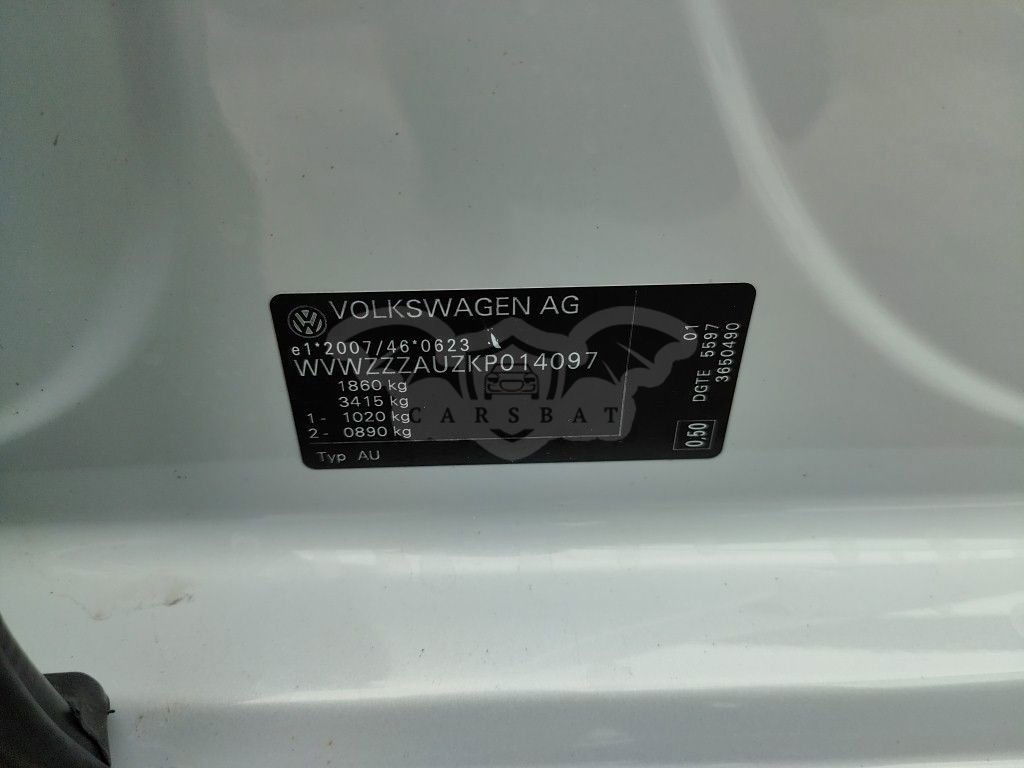 VOLKSWAGEN AG
e1*2007/46*0623
WVWZZZAUZKP014097
1860 kg
3415 kg
1- 1020 kg
2- 0890 kg
Typ AU
01
DGTE 5597
3650490
0,50
CARSBAT